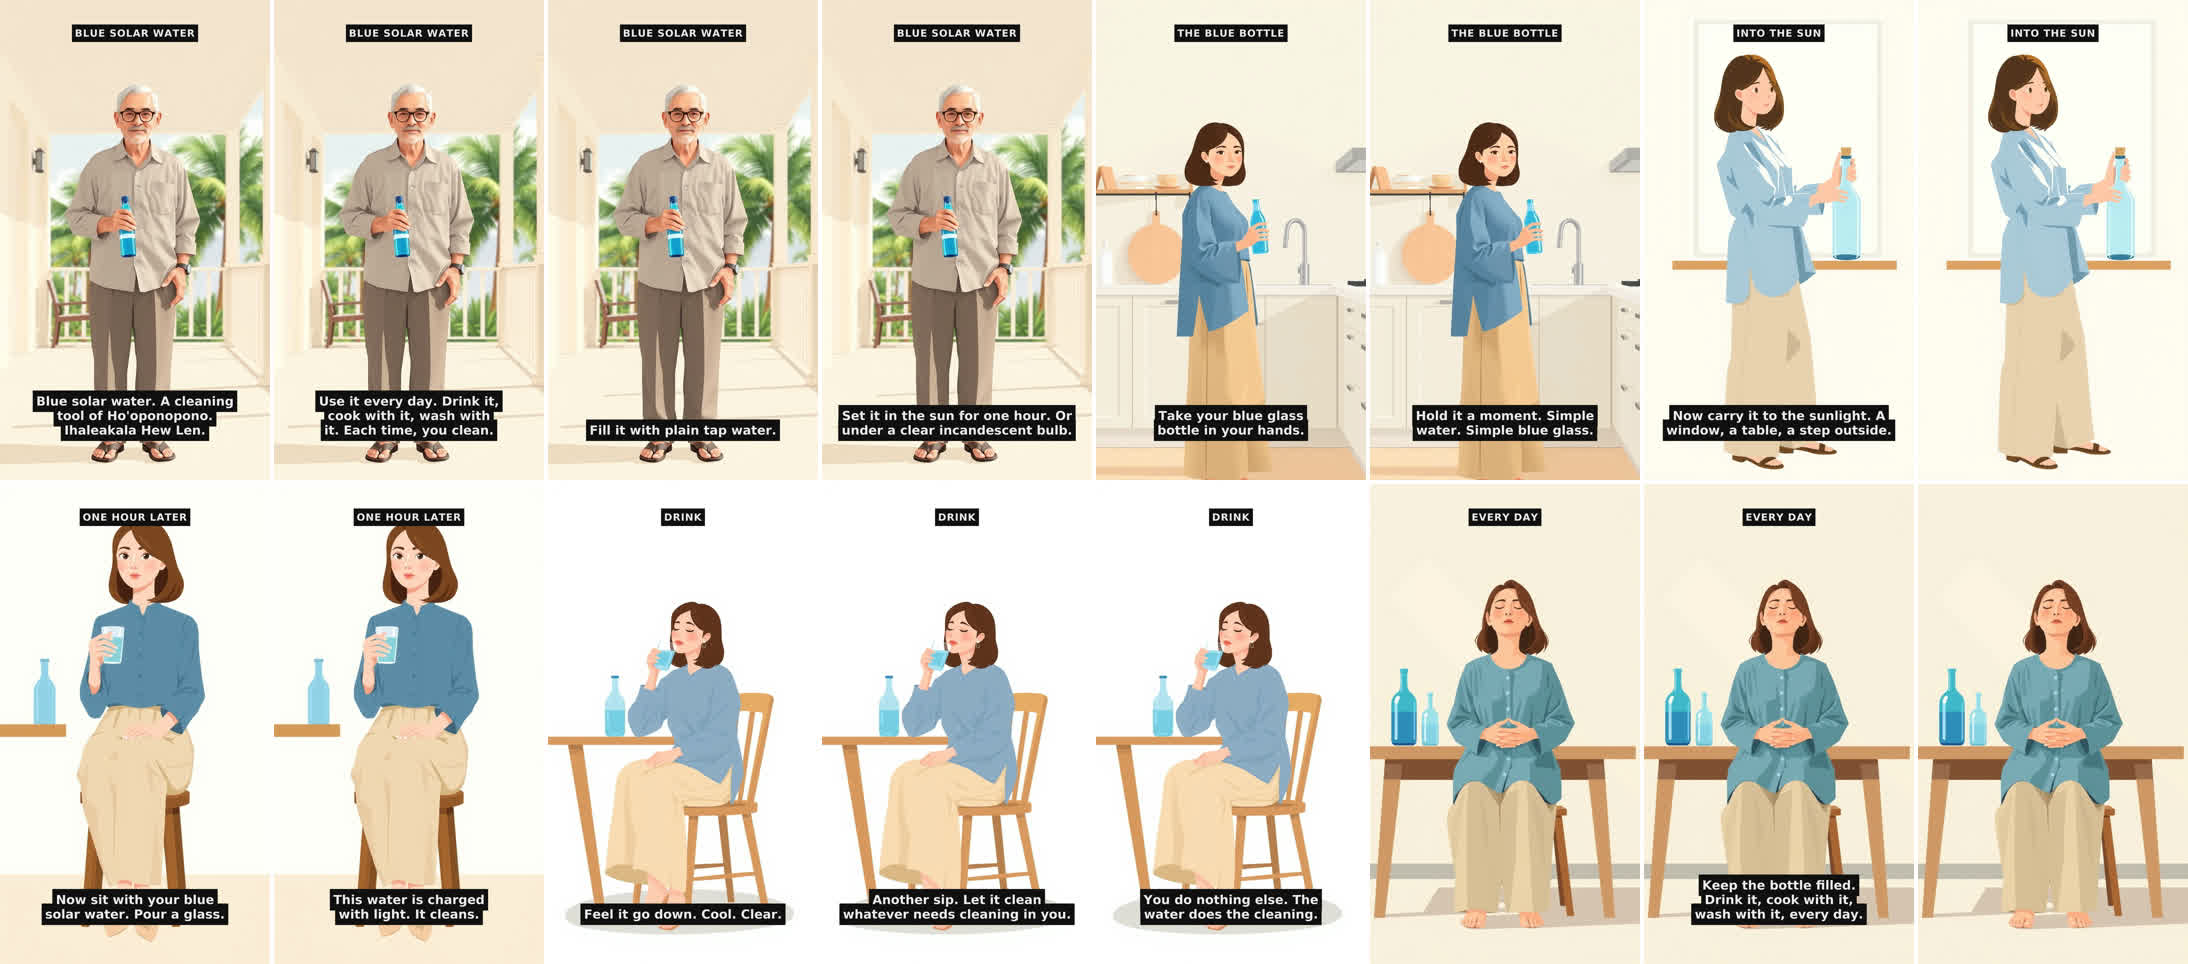 BLUE SOLAR WATER
Blue solar water. A cleaning
tool of Ho'oponopono.
Ihaleakala Hew Len.
BLUE SOLAR WATER
Use it every day. Drink it,
cook with it, wash with
it. Each time, you clean.
BLUE SOLAR WATER
Fill it with plain tap water.
BLUE SOLAR WATER
Set it in the sun for one hour. Or
under a clear incandescent bulb.
THE BLUE BOTTLE
Take your blue glass
bottle in your hands.
THE BLUE BOTTLE
Hold it a moment. Simple
water. Simple blue glass.
INTO THE SUN
Now carry it to the sunlight. A
window, a table, a step outside.
INTO THE SUN
ONE HOUR LATER
Now sit with your blue
solar water. Pour a glass.
ONE HOUR LATER
This water is charged
with light. It cleans.
DRINK
Feel it go down. Cool. Clear.
DRINK
Another sip. Let it clean
whatever needs cleaning in you.
DRINK
You do nothing else. The
water does the cleaning.
EVERY DAY
EVERY DAY
Keep the bottle filled.
Drink it, cook with it,
wash with it, every day.